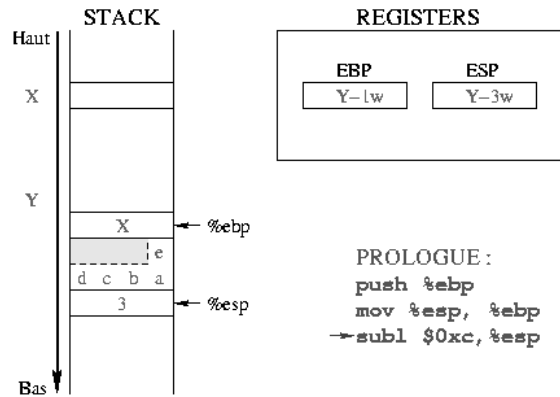 STACK
REGISTERS
Haut
EBP ESP
X
Y-1w Y-3w
Y
X
%ebp
e
d c b a
3
%esp
PROLOGUE:
push %ebp
mov %esp, %ebp
subl $0xc,%esp
Bas